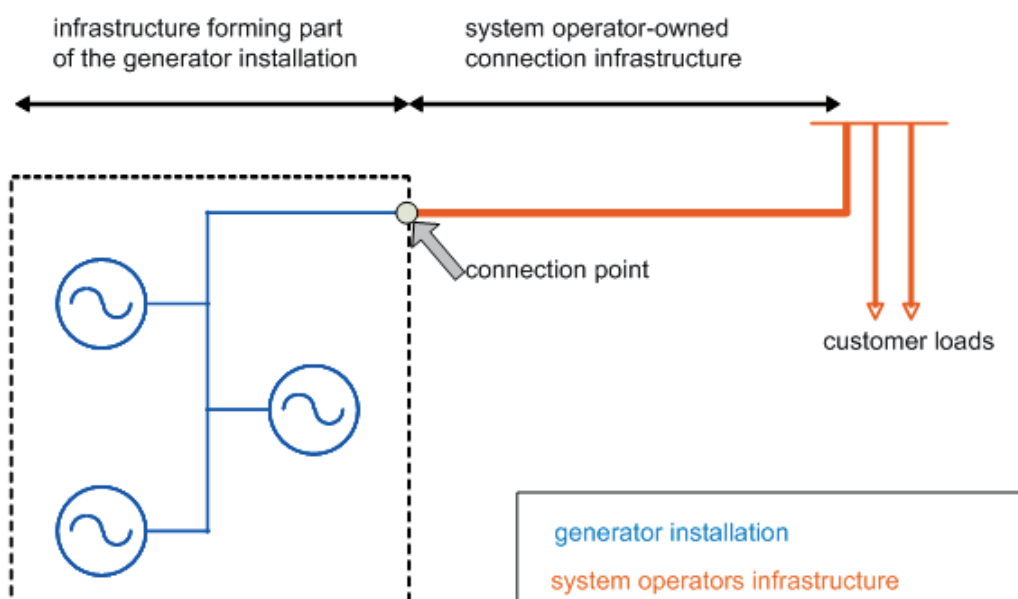 infrastructure forming part
of the generator installation
system operator-owned
connection infrastructure
connection point
customer loads
generator installation
system operators infrastructure